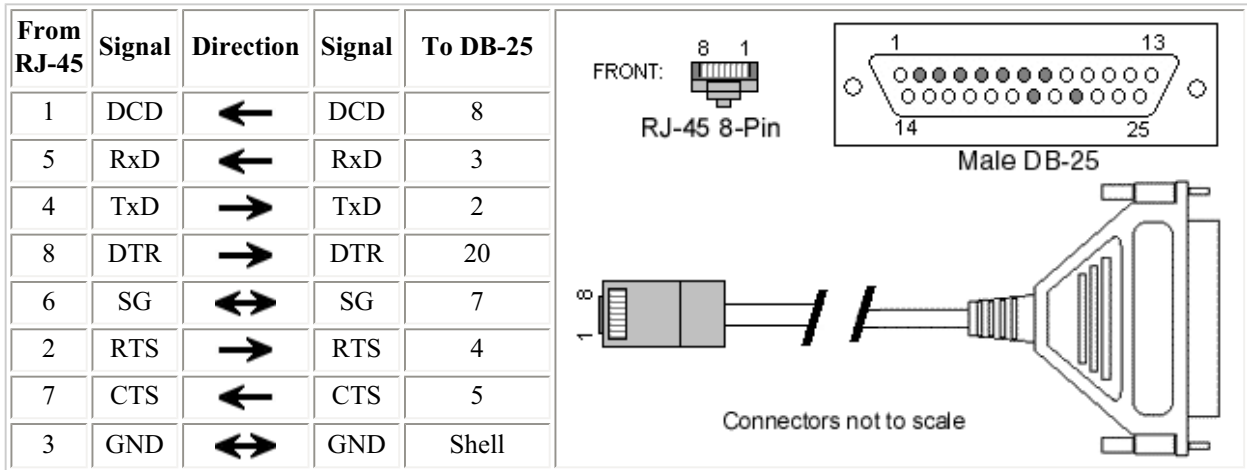 From RJ-45 Signal Direction Signal To DB-25
1 DCD DCD 8
5 RxD RxD 3
4 TxD TxD 2
8 DTR DTR 20
6 SG SG 7
2 RTS RTS 4
7 CTS CTS 5
3 GND GND Shell
8 1
FRONT:
RJ-45 8-Pin
1 13
14 25
Male DB-25
8
1
Connectors not to scale